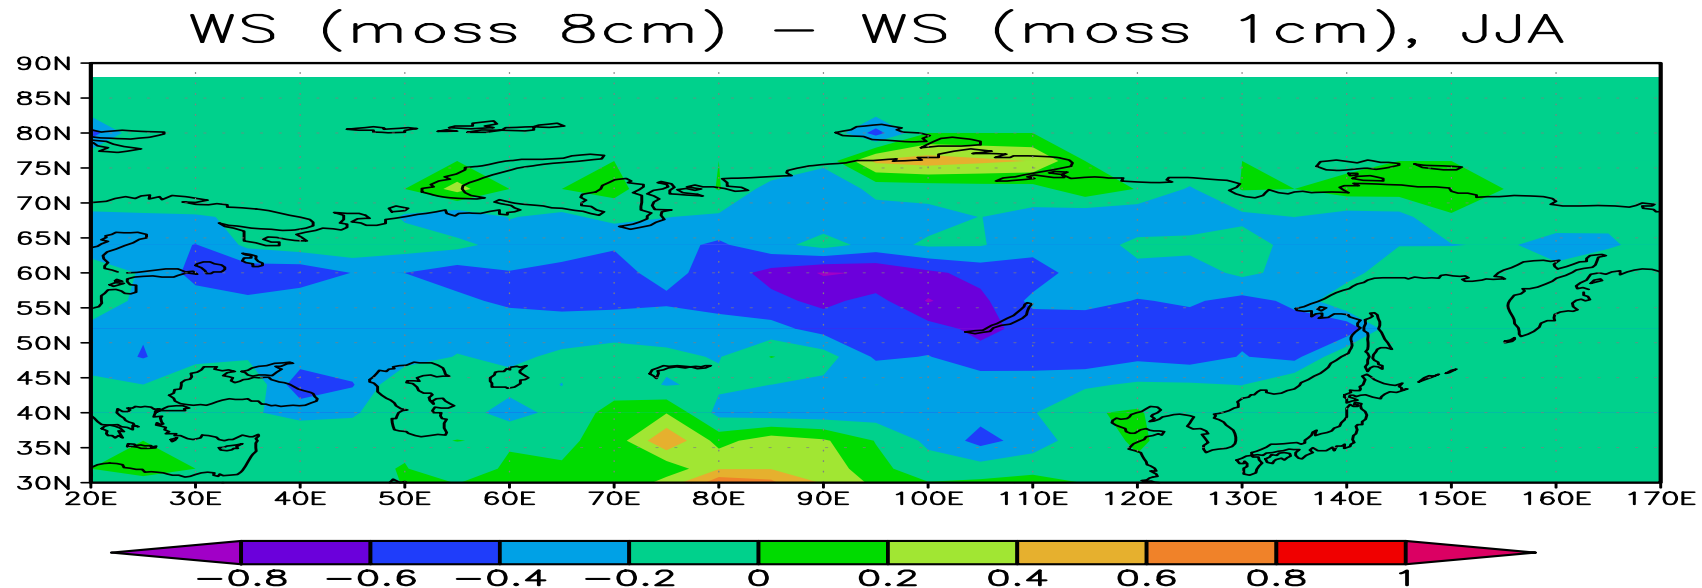 WS (moss 8cm) − WS (moss 1cm), JJA
90N
85N
80N
75N
70N
65N
60N
55N
50N
45N
40N
35N
30N
20E 30E 40E 50E 60E 70E 80E 90E 100E 110E 120E 130E 140E 150E 160E 170E
−0.8 −0.6 −0.4 −0.2 0 0.2 0.4 0.6 0.8 1